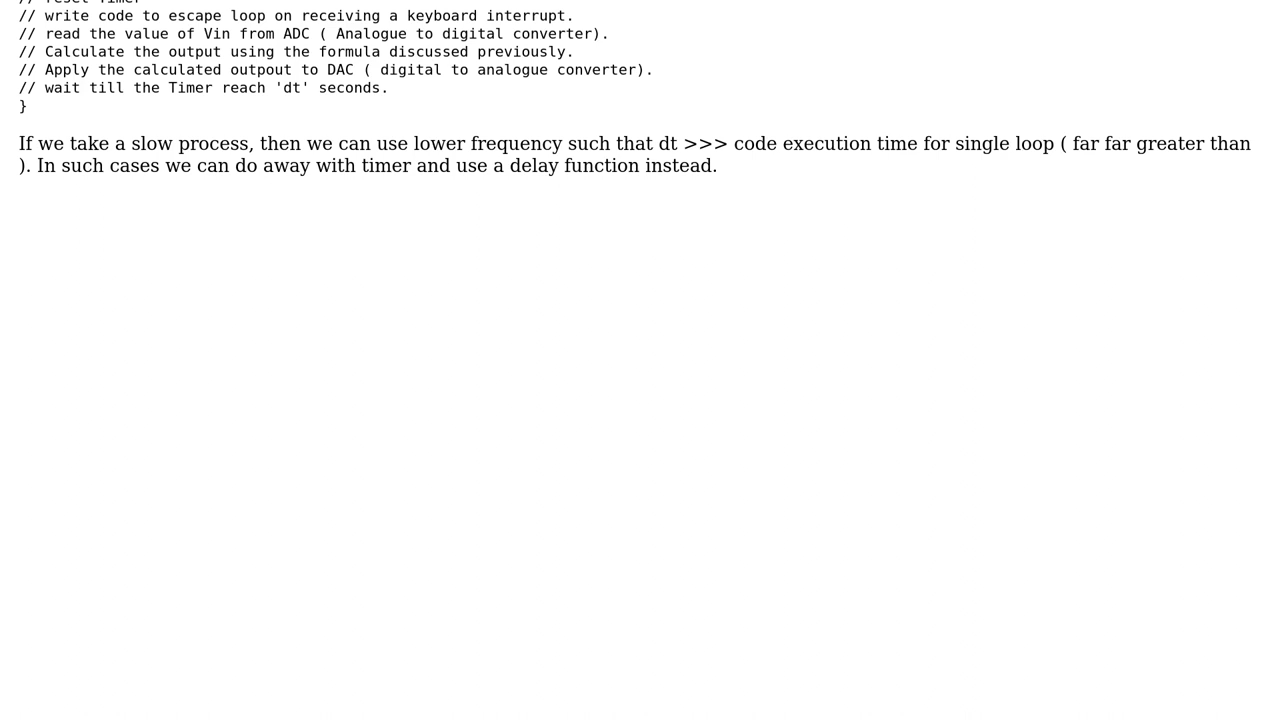 // reset Timer
// write code to escape loop on receiving a keyboard interrupt.
// read the value of Vin from ADC ( Analogue to digital converter).
// Calculate the output using the formula discussed previously.
// Apply the calculated outpout to DAC ( digital to analogue converter).
// wait till the Timer reach 'dt' seconds.
}
If we take a slow process, then we can use lower frequency such that dt >>> code execution time for single loop ( far far greater than
). In such cases we can do away with timer and use a delay function instead.